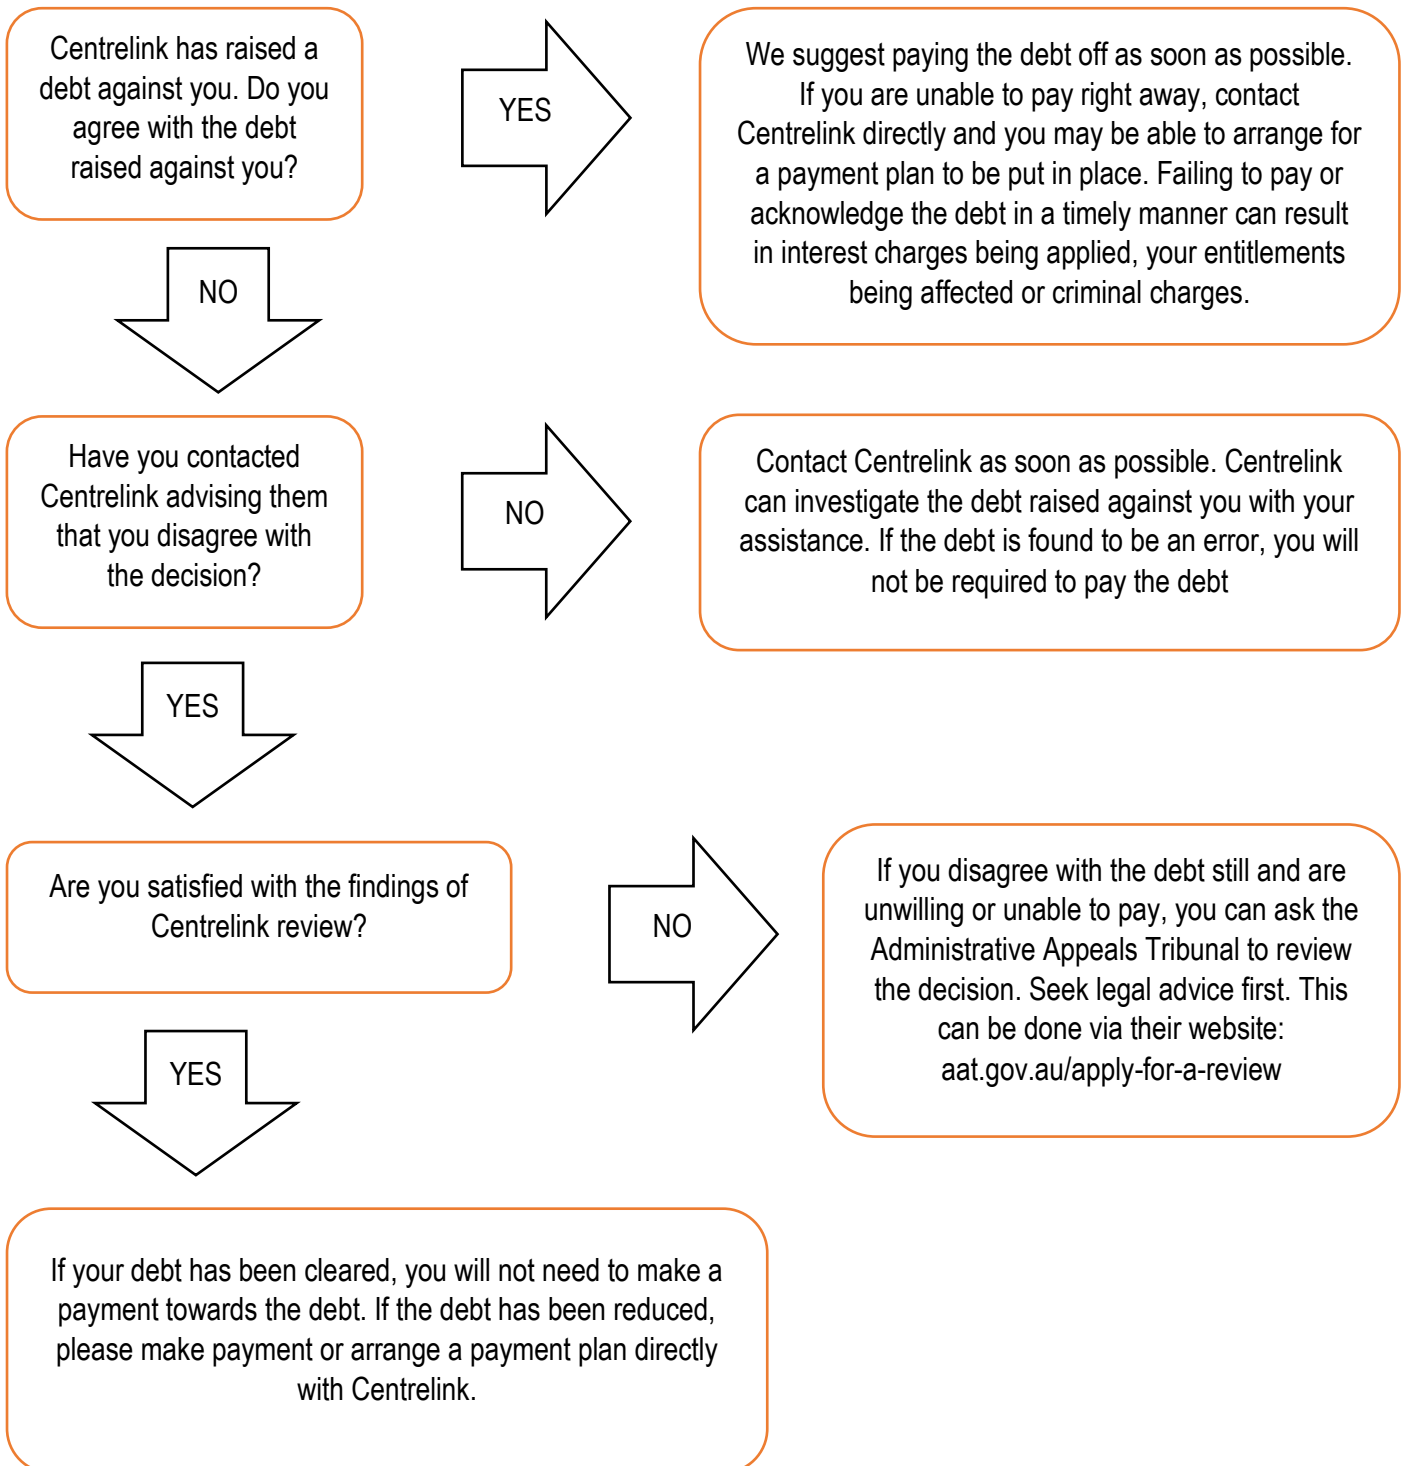 Centrelink has raised a
debt against you. Do you
agree with the debt
raised against you?
YES
We suggest paying the debt off as soon as possible.
If you are unable to pay right away, contact
Centrelink directly and you may be able to arrange for
a payment plan to be put in place. Failing to pay or
acknowledge the debt in a timely manner can result
in interest charges being applied, your entitlements
being affected or criminal charges.
NO
Have you contacted
Centrelink advising them
that you disagree with
the decision?
NO
Contact Centrelink as soon as possible. Centrelink
can investigate the debt raised against you with your
assistance. If the debt is found to be an error, you will
not be required to pay the debt
YES
Are you satisfied with the findings of
Centrelink review?
NO
If you disagree with the debt still and are
unwilling or unable to pay, you can ask the
Administrative Appeals Tribunal to review
the decision. Seek legal advice first. This
can be done via their website:
aat.gov.au/apply-for-a-review
YES
If your debt has been cleared, you will not need to make a
payment towards the debt. If the debt has been reduced,
please make payment or arrange a payment plan directly
with Centrelink.